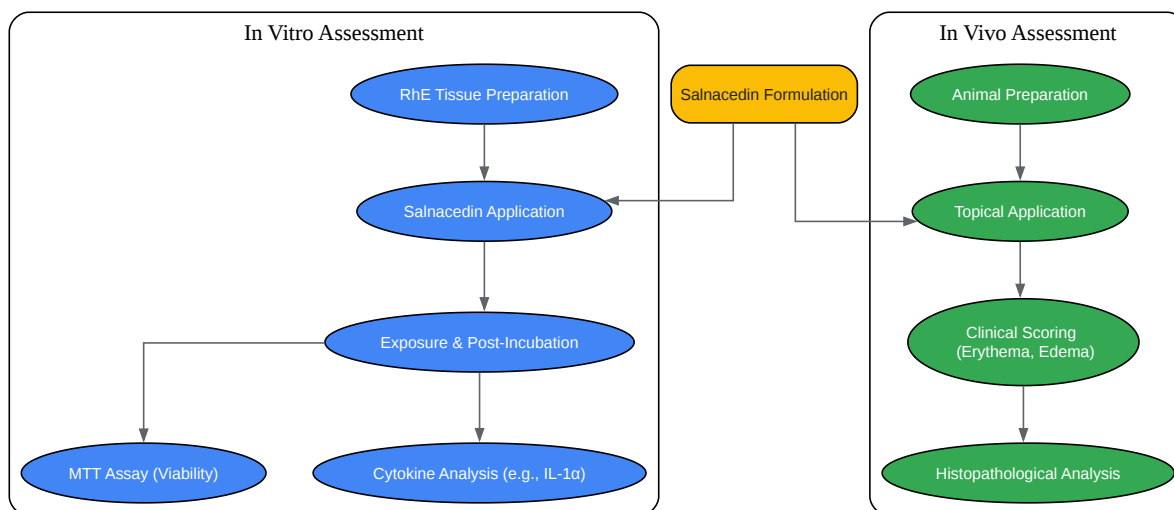 In Vitro Assessment
RhE Tissue Preparation
Salnacedin Application
Exposure & Post-Incubation
MTT Assay (Viability)
Cytokine Analysis (e.g., IL-1α)
Salnacedin Formulation
In Vivo Assessment
Animal Preparation
Topical Application
Clinical Scoring
(Erythema, Edema)
Histopathological Analysis